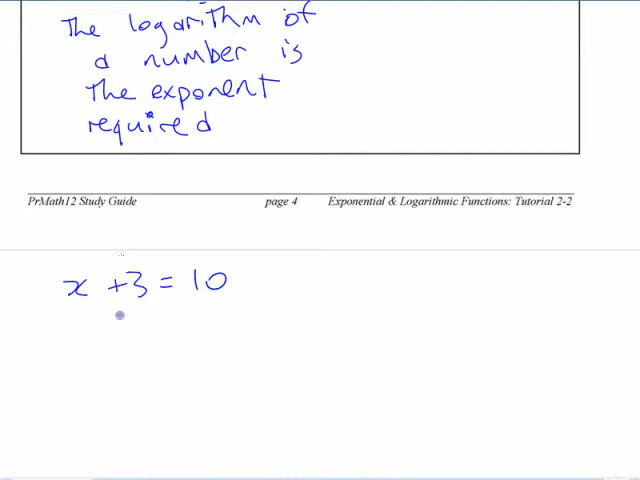 The logarithm of
a number is
the exponent
required
PrMath12 Study Guide page 4 Exponential & Logarithmic Functions: Tutorial 2-2
x +3 = 10